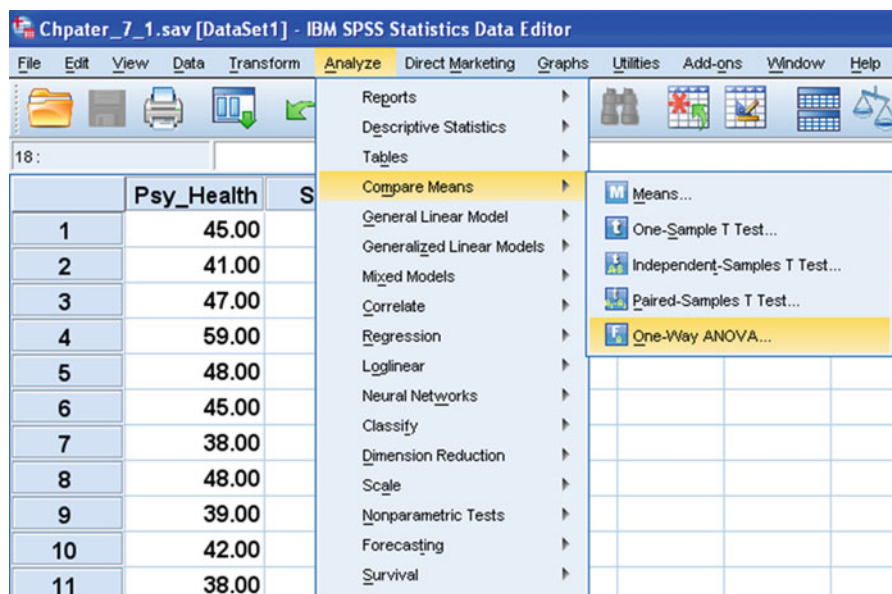 Chpater_7_1.sav [DataSet1] - IBM SPSS Statistics Data Editor
File Edit View Data Transform Analyze Direct Marketing Graphs Utilities Add-ons Window Help
18 :
Reports
Descriptive Statistics
Tables
Compare Means
General Linear Model
Generalized Linear Models
Mixed Models
Correlate
Regression
Loglinear
Neural Networks
Classify
Dimension Reduction
Scale
Nonparametric Tests
Forecasting
Survival
Means...
One-Sample T Test...
Independent-Samples T Test...
Paired-Samples T Test...
One-Way ANOVA...
Psy_Health S
1 45.00
2 41.00
3 47.00
4 59.00
5 48.00
6 45.00
7 38.00
8 48.00
9 39.00
10 42.00
11 38.00